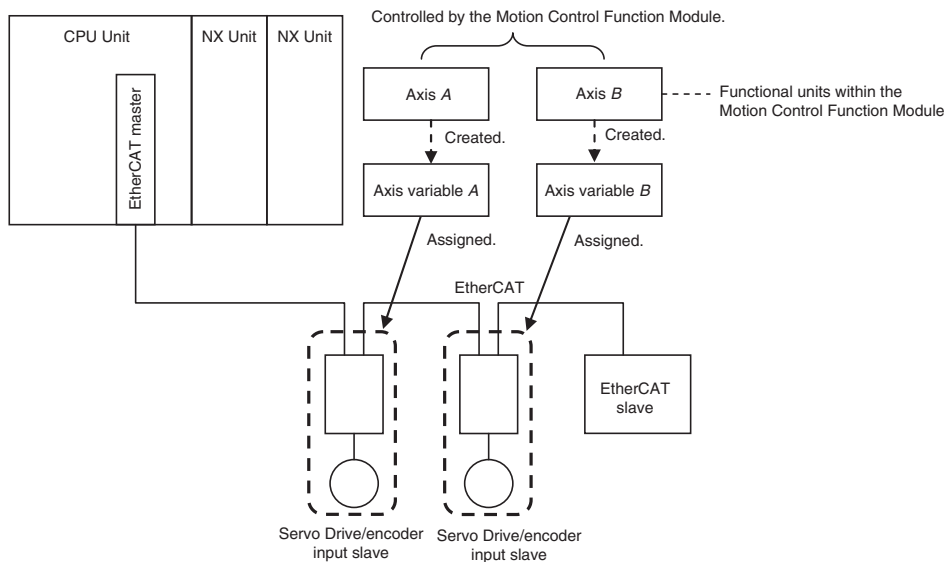 Controlled by the Motion Control Function Module.
CPU Unit
NX Unit
NX Unit
EtherCAT master
Axis A
Axis B
Functional units within the
Motion Control Function Module
Created.
Created.
Axis variable A
Axis variable B
Assigned.
Assigned.
EtherCAT
EtherCAT
slave
Servo Drive/encoder
input slave
Servo Drive/encoder
input slave